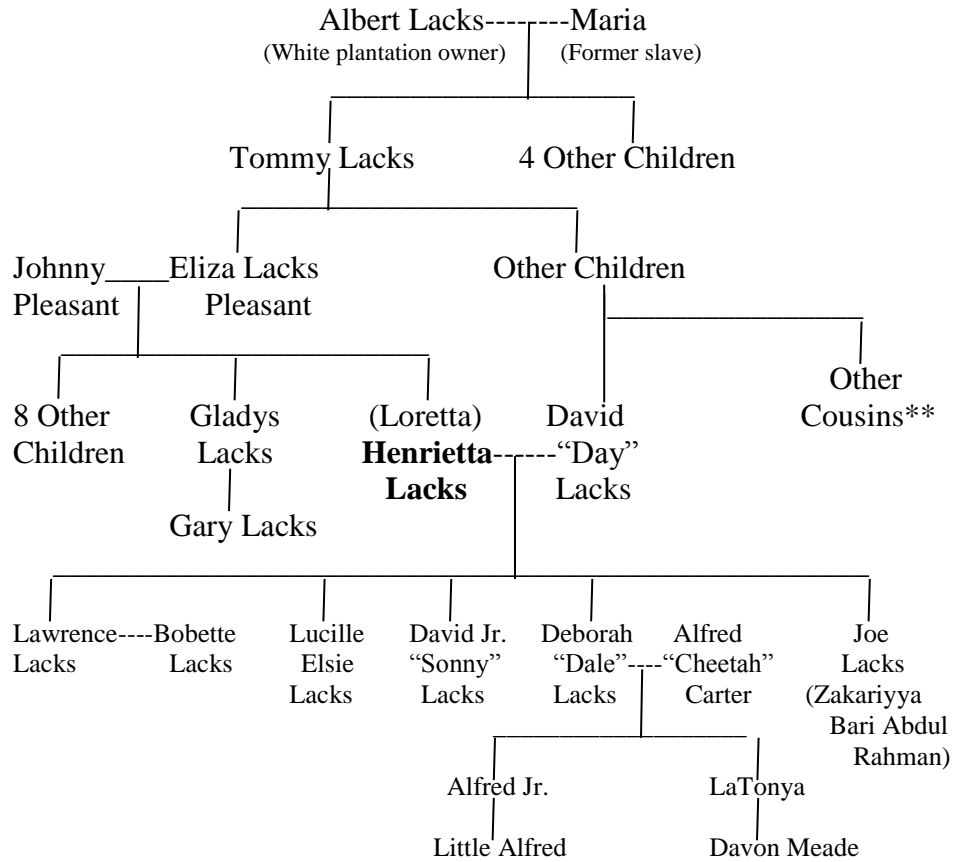 Albert Lacks--------Maria
(White plantation owner) (Former slave)
Tommy Lacks 4 Other Children
Johnny____Eliza Lacks Other Children
Pleasant Pleasant
Other
8 Other Gladys (Loretta) David Cousins**
Children Lacks Henrietta------“Day”
Lacks Lacks
Gary Lacks
Lawrence----Bobette Lucille David Jr. Deborah Alfred Joe
Lacks Lacks Elsie “Sonny” “Dale”----“Cheetah” Lacks
Lacks Lacks Lacks Carter (Zakariyya
Bari Abdul
Rahman)
Alfred Jr. LaTonya
Little Alfred Davon Meade